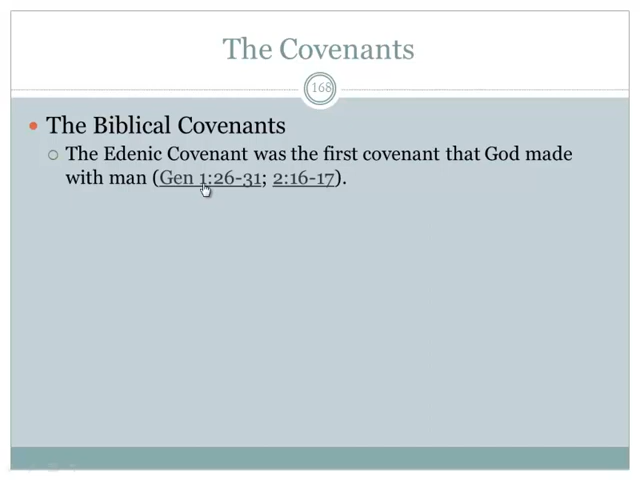 The Covenants
168
The Biblical Covenants
The Edenic Covenant was the first covenant that God made
with man (Gen 1:26-31; 2:16-17).